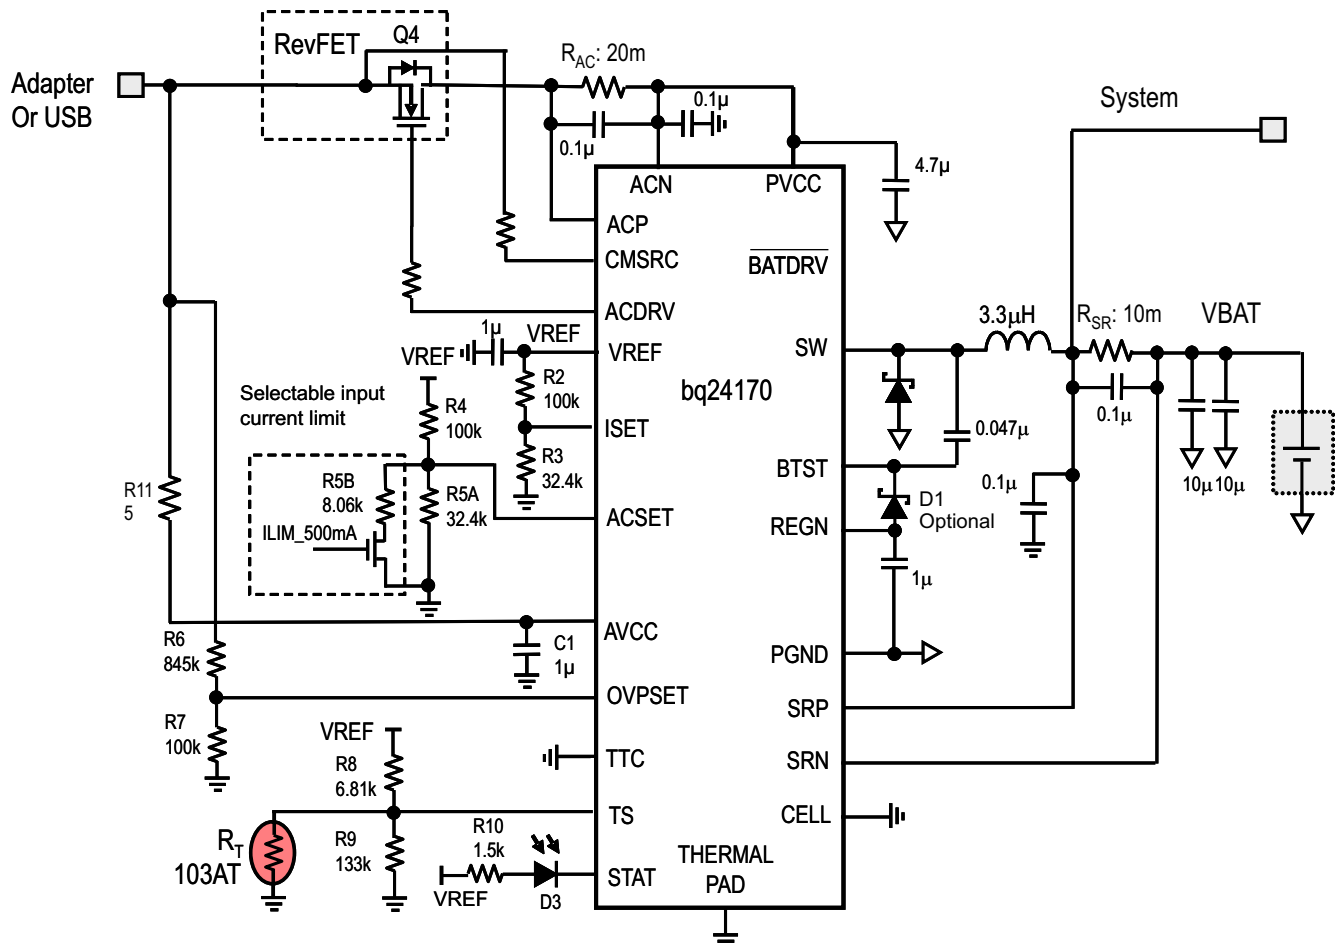 RevFET
Q4
R_AC: 20m
Adapter
Or USB
System
0.1µ
0.1µ
4.7µ
ACN
PVCC
ACP
CMSRC
BATDRV
ACDRV
1µ
VREF
VREF
VREF
3.3µH
R_SR: 10m
VBAT
SW
bq24170
Selectable input
current limit
R2
100k
R4
100k
ISET
0.1µ
0.047µ
R3
32.4k
BTST
R5B
8.06k
R5A
32.4k
0.1µ
10µ
10µ
R11
5
D1
Optional
ILIM_500mA
ACSET
REGN
1µ
R6
845k
AVCC
C1
1µ
PGND
OVPSET
SRP
R7
100k
VREF
TTC
SRN
R8
6.81k
TS
CELL
R_T
103AT
R9
133k
R10
1.5k
THERMAL
PAD
STAT
VREF
D3